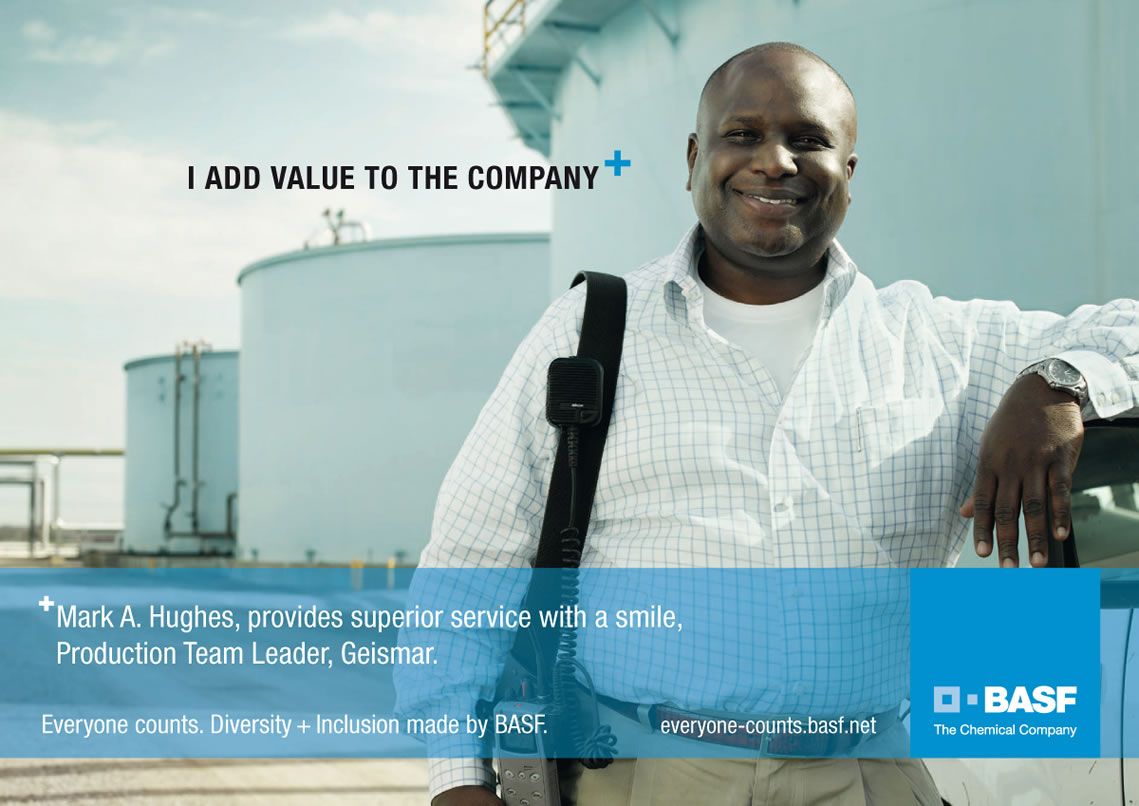 I ADD VALUE TO THE COMPANY+
+Mark A. Hughes, provides superior service with a smile,
Production Team Leader, Geismar.
Everyone counts. Diversity + Inclusion made by BASF.
everyone-counts.basf.net
BASF
The Chemical Company